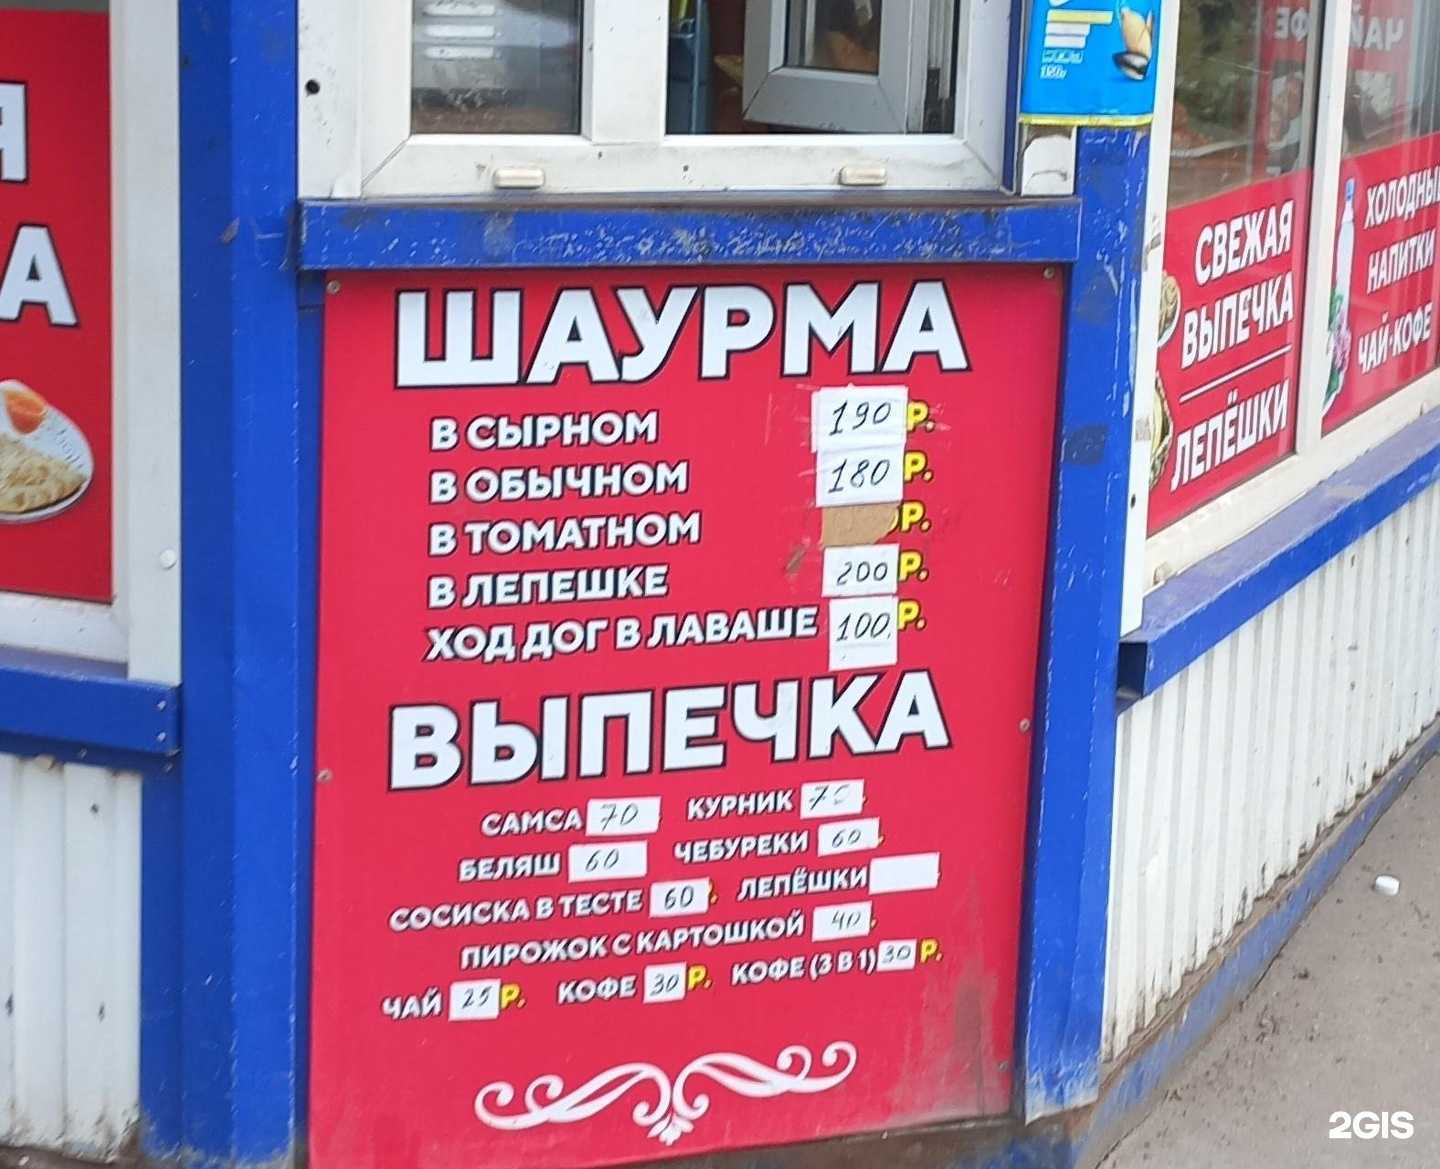 Я
А
180г
ШАУРМА
В СЫРНОМ 190 Р.
В ОБЫЧНОМ 180 Р.
В ТОМАТНОМ Р.
В ЛЕПЕШКЕ 200 Р.
ХОД ДОГ В ЛАВАШЕ 100 Р.
ВЫПЕЧКА
САМСА 70 КУРНИК 70
БЕЛЯШ 60 ЧЕБУРЕКИ 60
СОСИСКА В ТЕСТЕ 60 ЛЕПЁШКИ
ПИРОЖОК С КАРТОШКОЙ 40
ЧАЙ 25 Р. КОФЕ 30 Р. КОФЕ (3 В 1) 30 Р.
СВЕЖАЯ
ВЫПЕЧКА
ЛЕПЁШКИ
ХОЛОДНЫ
НАПИТКИ
ЧАЙ-КОФЕ
2GIS